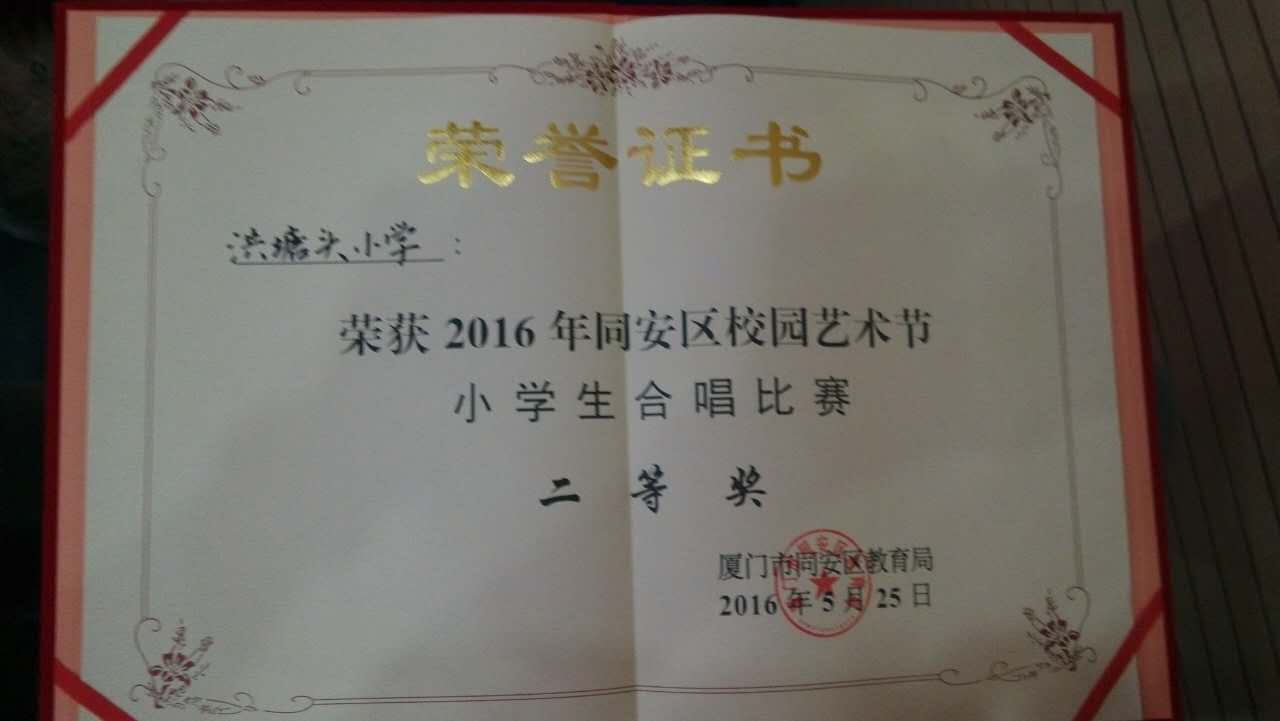 荣誉证书
洪塘头小学：
荣获 2016 年同安区校园艺术节
小学生合唱比赛
二等奖
厦门市同安区教育局
2016 年 5 月 25 日